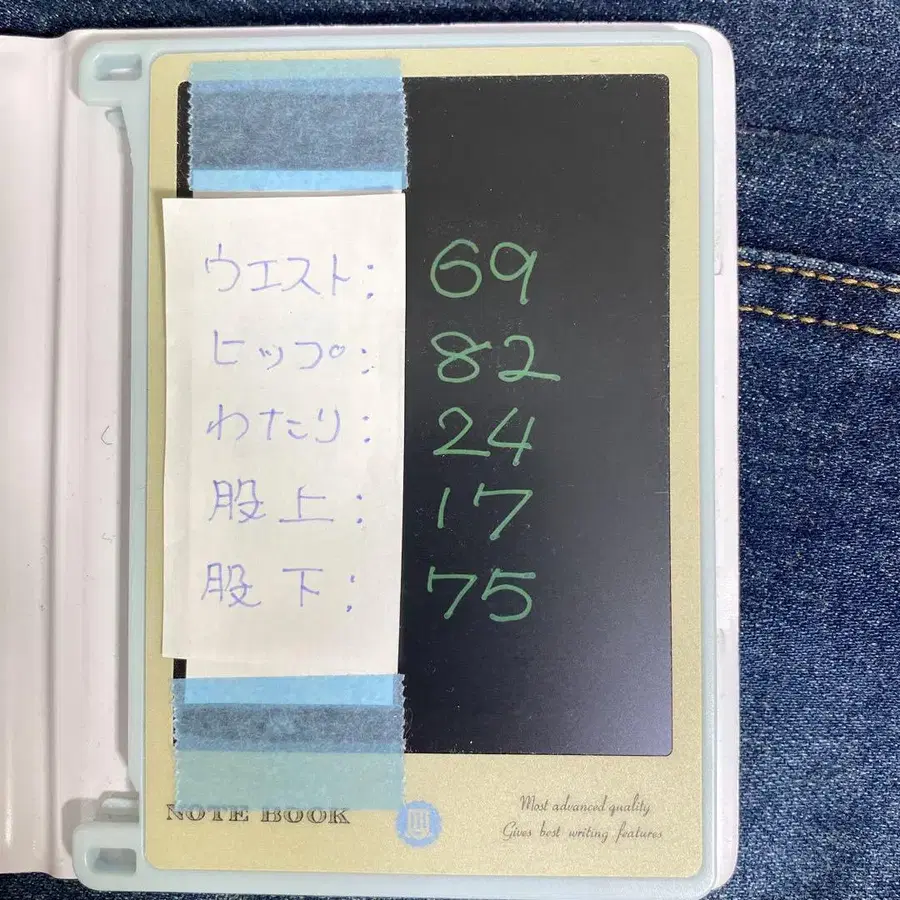 ウエスト: 69
ヒップ: 82
わたり: 24
股上: 17
股下: 75
NOTE BOOK
Most advanced quality
Gives best writing features